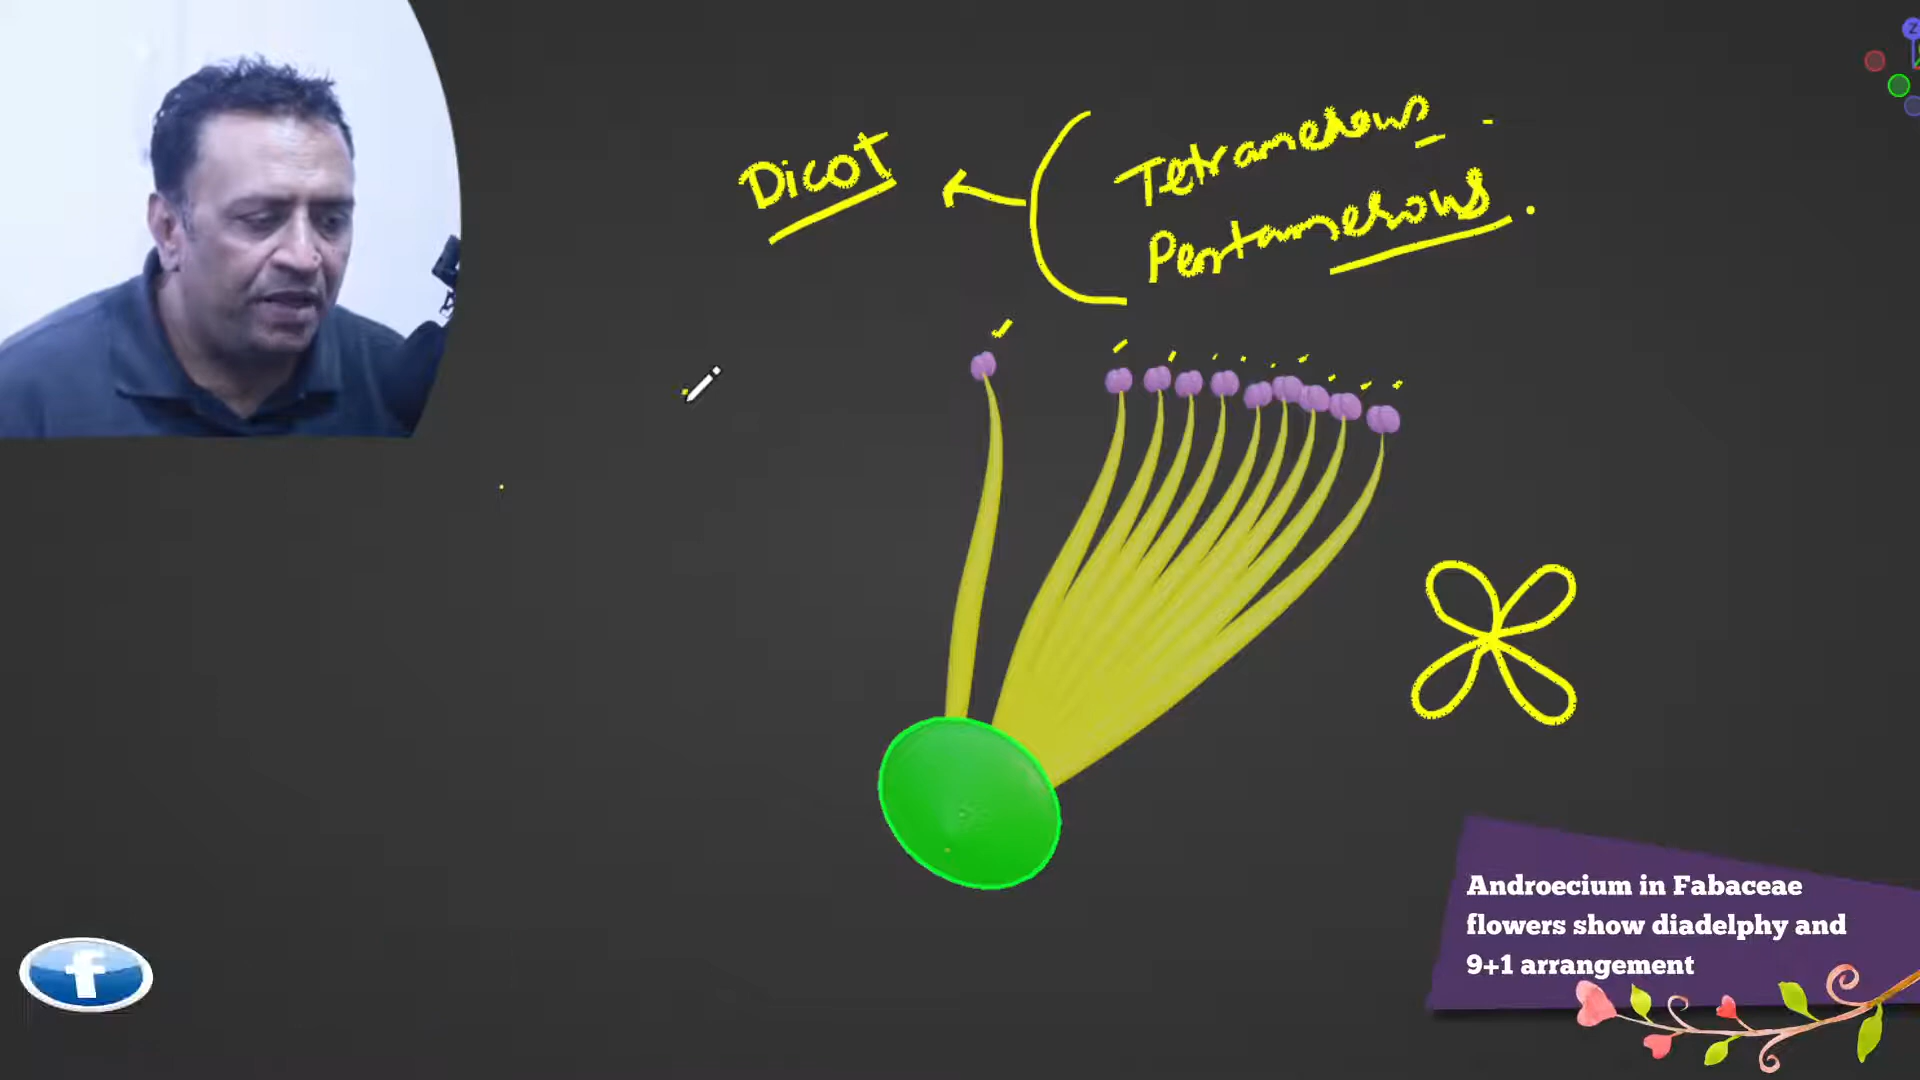 Dicot
Tetramerous
Pentamerous
Z
Androecium in Fabaceae
flowers show diadelphy and
9+1 arrangement
f